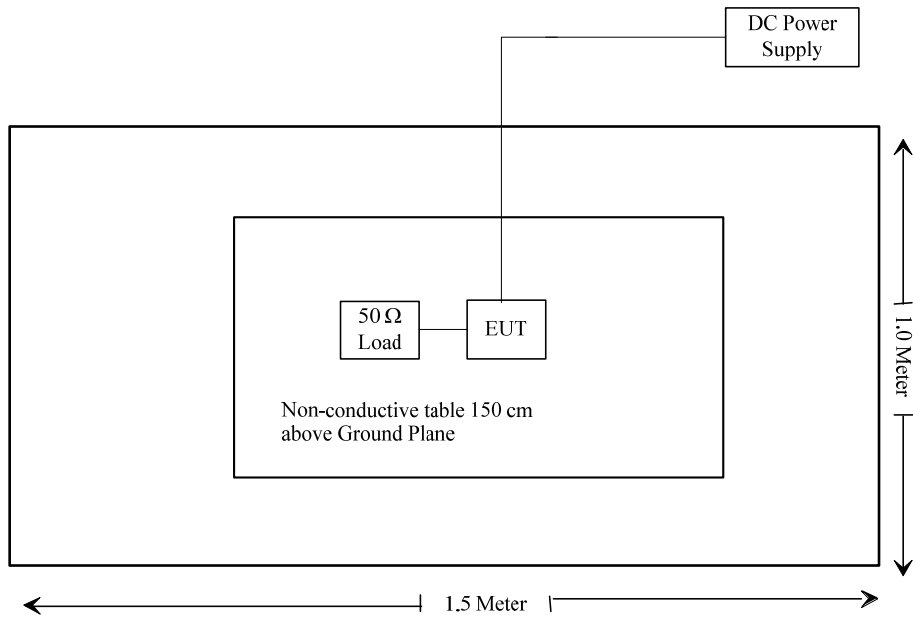 DC Power
Supply
50 Ω
Load
EUT
Non-conductive table 150 cm
above Ground Plane
1.0 Meter
1.5 Meter